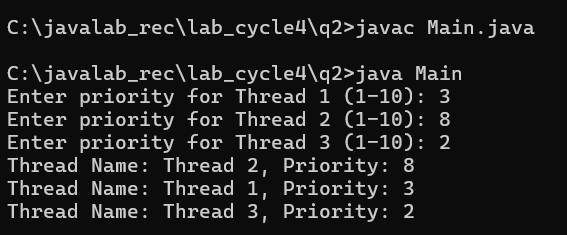 C:\javalab_rec\lab_cycle4\q2>javac Main.java
C:\javalab_rec\lab_cycle4\q2>java Main
Enter priority for Thread 1 (1-10): 3
Enter priority for Thread 2 (1-10): 8
Enter priority for Thread 3 (1-10): 2
Thread Name: Thread 2, Priority: 8
Thread Name: Thread 1, Priority: 3
Thread Name: Thread 3, Priority: 2